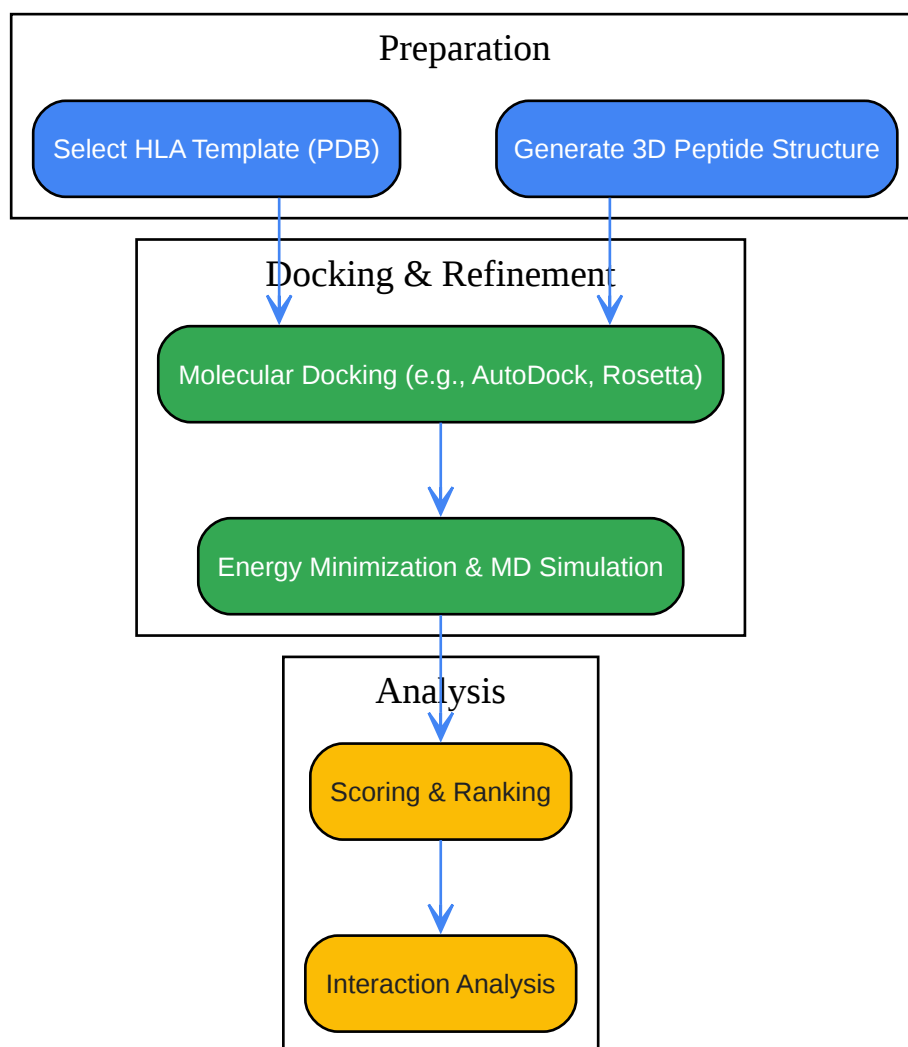 Preparation
Select HLA Template (PDB)
Generate 3D Peptide Structure
Docking & Refinement
Molecular Docking (e.g., AutoDock, Rosetta)
Energy Minimization & MD Simulation
Analysis
Scoring & Ranking
Interaction Analysis